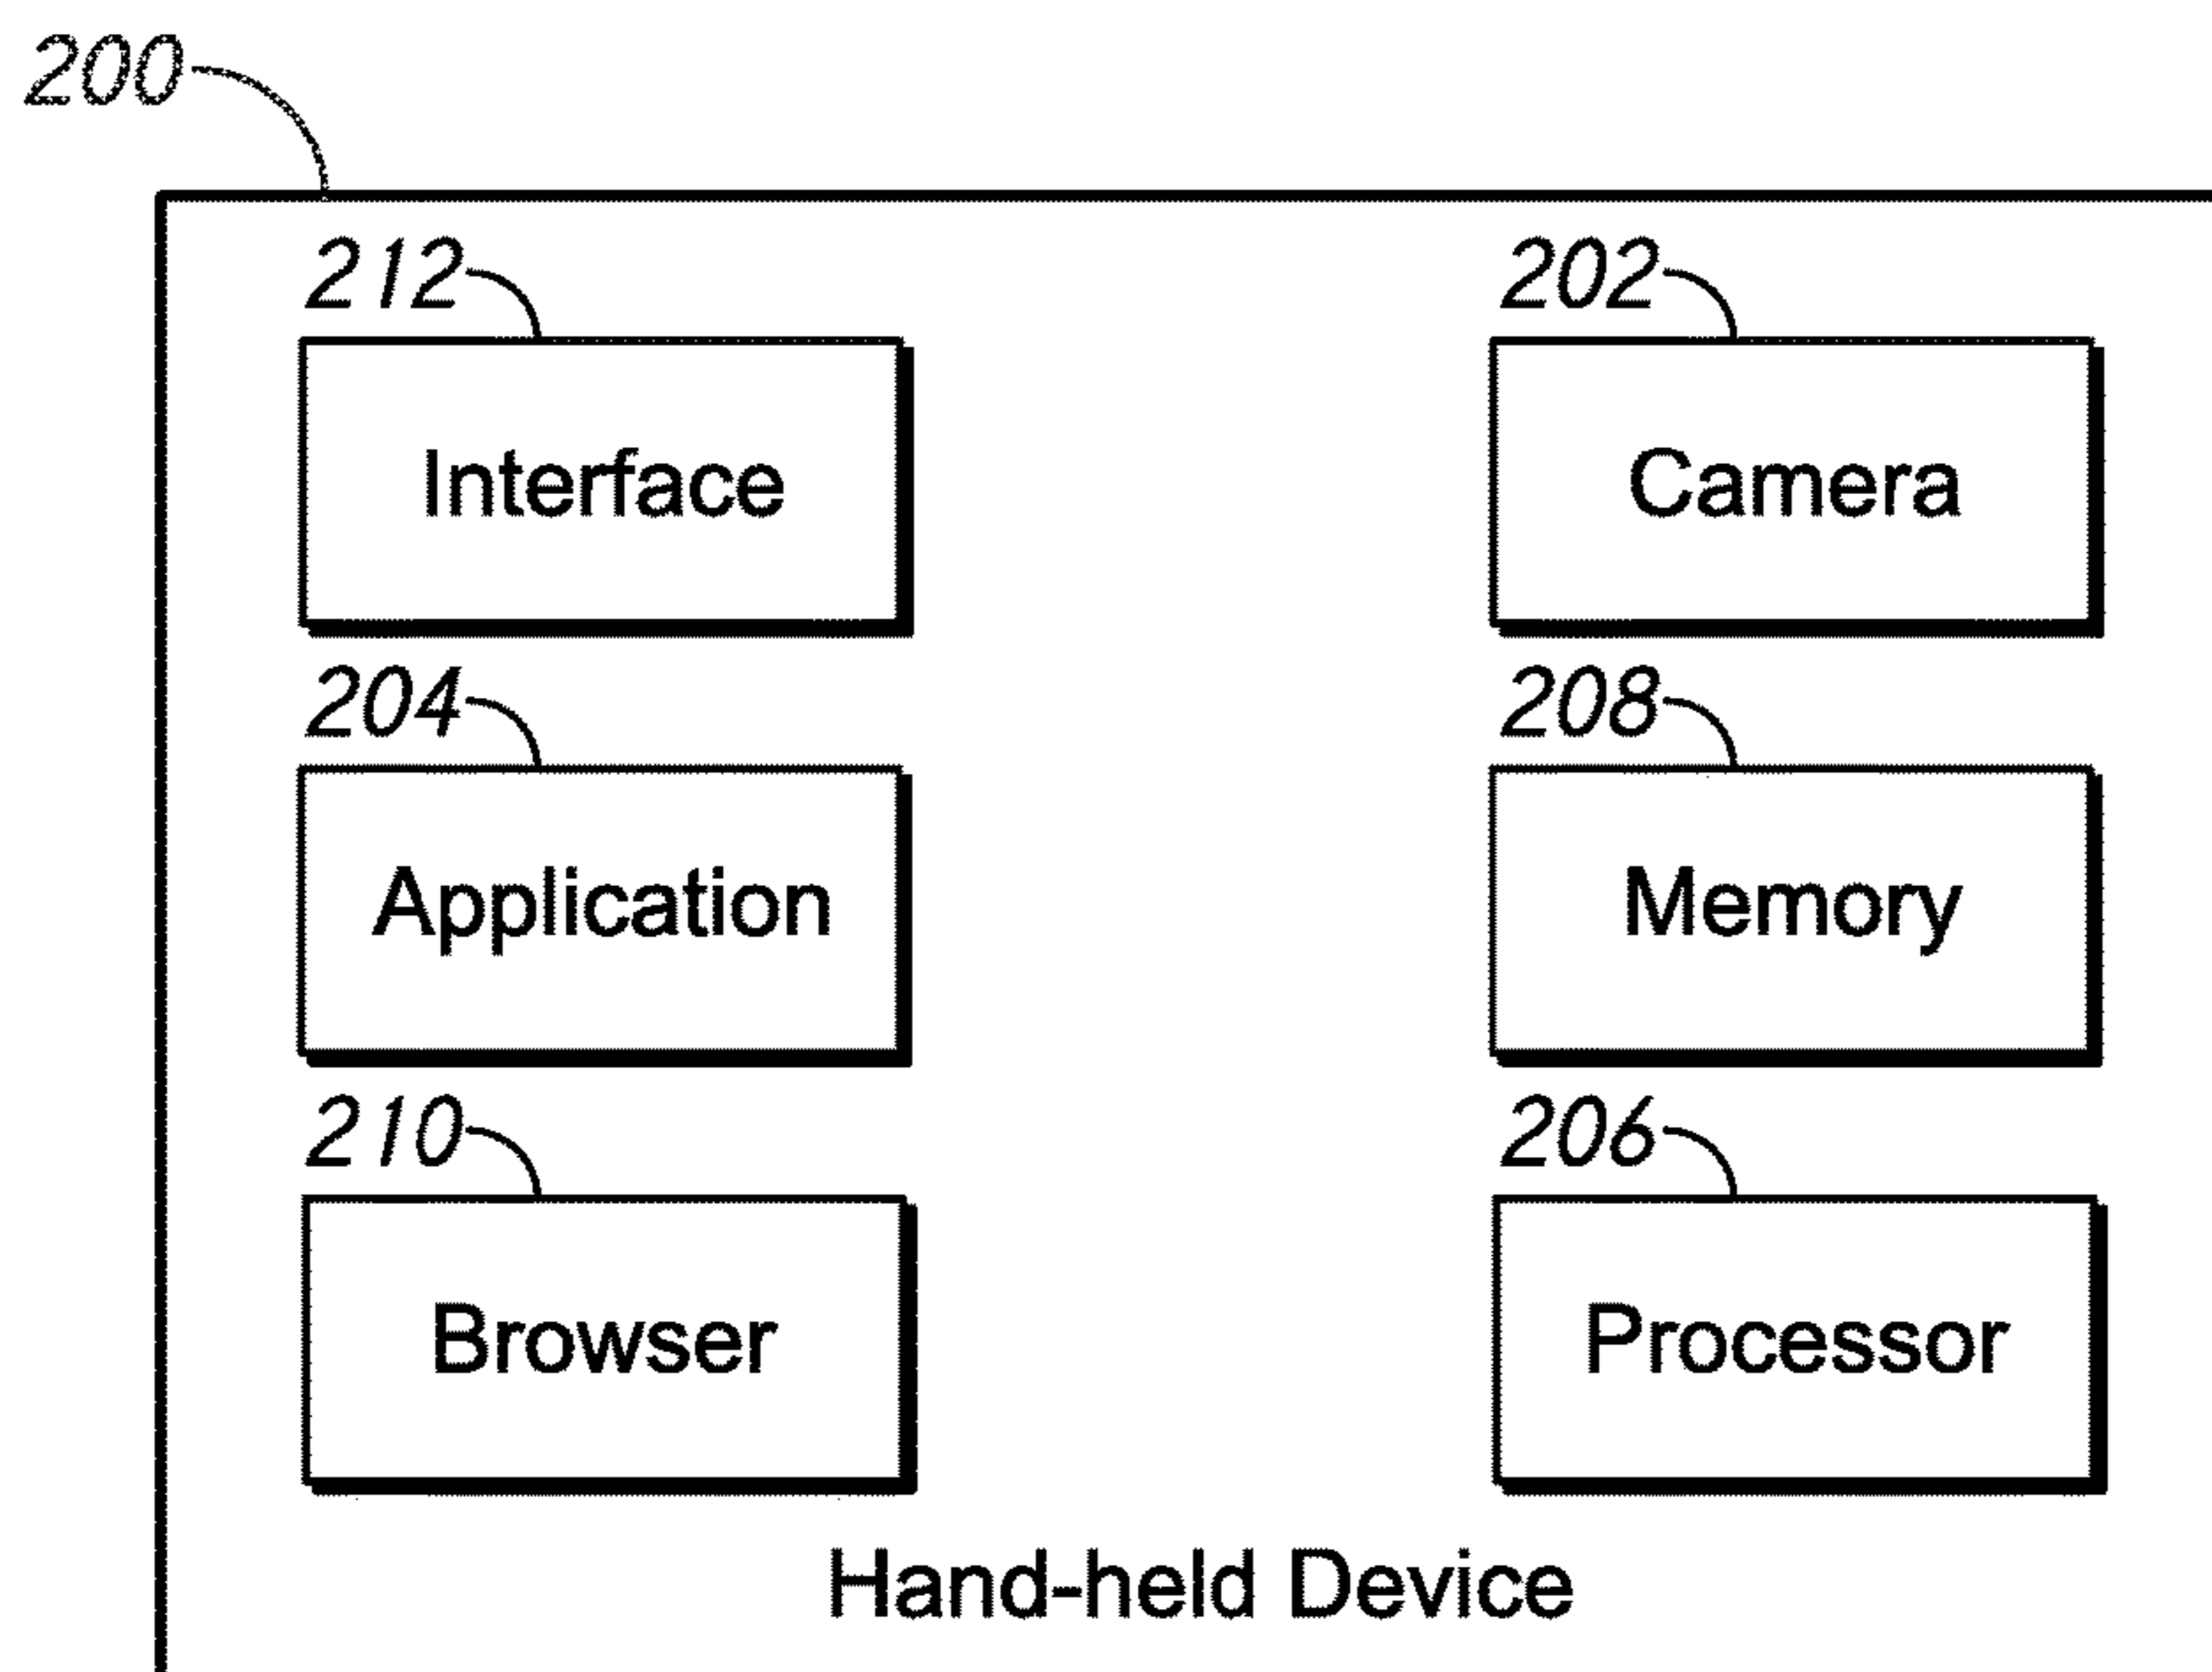 200
212 202
Interface Camera
204 208
Application Memory
210 206
Browser Processor
Hand-held Device